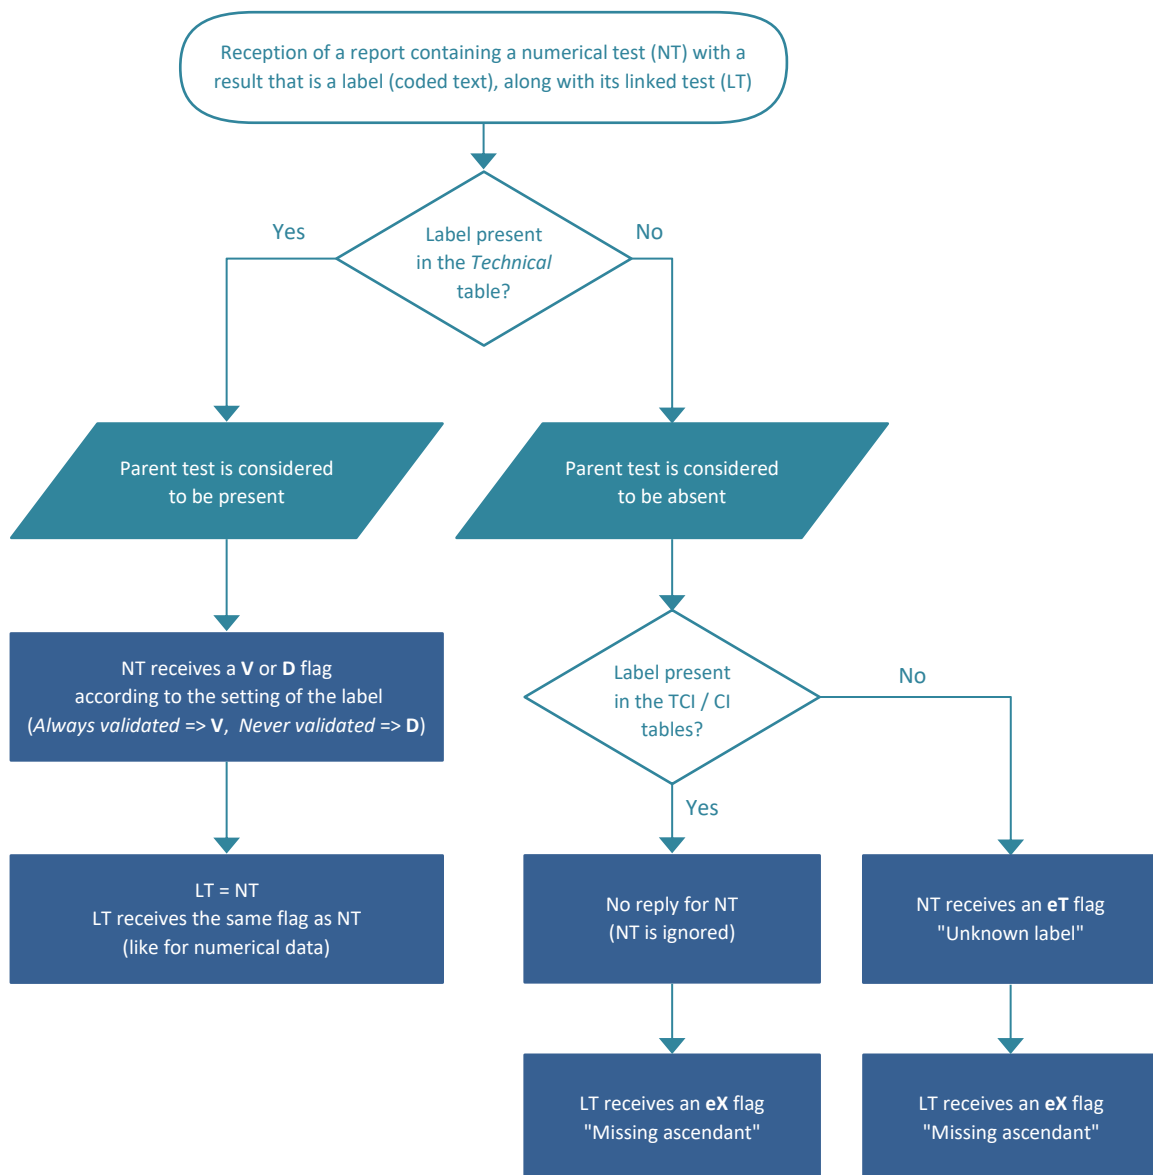 Reception of a report containing a numerical test (NT) with a
result that is a label (coded text), along with its linked test (LT)
Yes
No
Label present
in the Technical
table?
Parent test is considered
to be present
Parent test is considered
to be absent
NT receives a V or D flag
according to the setting of the label
(Always validated => V, Never validated => D)
Label present
in the TCI / CI
tables?
No
Yes
LT = NT
LT receives the same flag as NT
(like for numerical data)
No reply for NT
(NT is ignored)
NT receives an eT flag
"Unknown label"
LT receives an eX flag
"Missing ascendant"
LT receives an eX flag
"Missing ascendant"